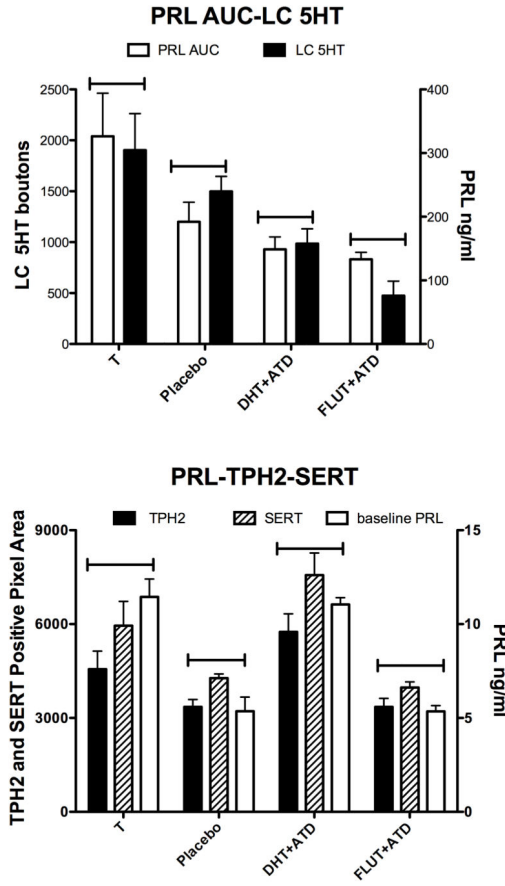 PRL AUC-LC 5HT
PRL AUC LC 5HT
2500
2000
1500
1000
500
0
LC 5HT boutons
400
300
200
100
0
PRL ng/ml
T
Placebo
DHT+ATD
FLUT+ATD
PRL-TPH2-SERT
TPH2 SERT baseline PRL
9000
6000
3000
0
TPH2 and SERT Positive Pixel Area
15
10
5
0
PRL ng/ml
T
Placebo
DHT+ATD
FLUT+ATD